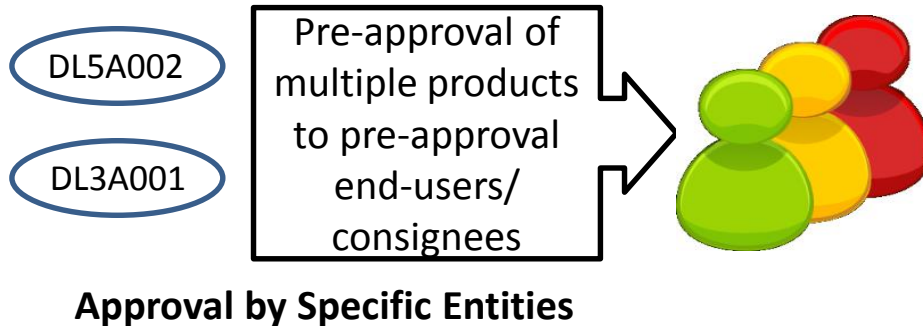 DL5A002
DL3A001
Pre-approval of
multiple products
to pre-approval
end-users/
consignees
Approval by Specific Entities